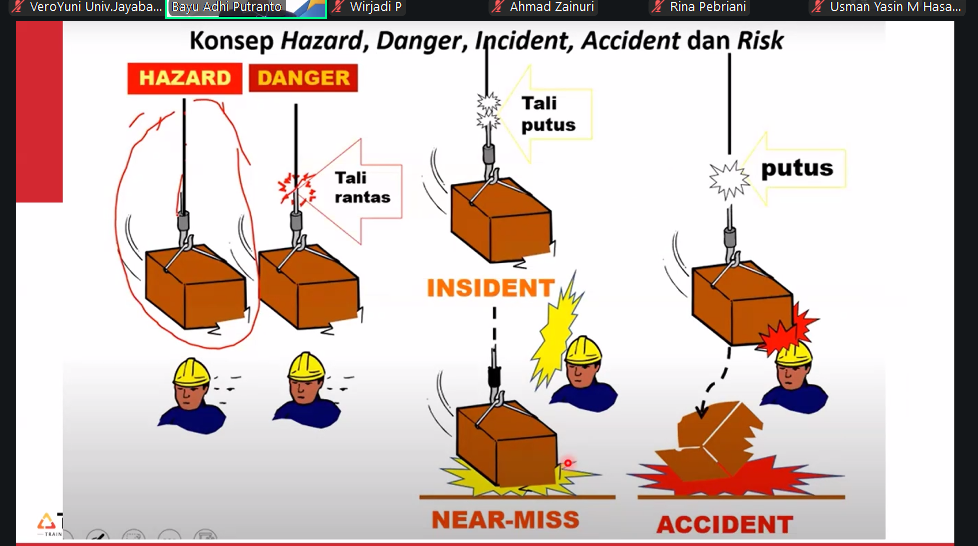 VeroYuni Univ.Jayaba...
Bayu Adhi Putranto
Wirjadi P
Ahmad Zainuri
Rina Pebriani
Usman Yasin M Hasa...
Konsep Hazard, Danger, Incident, Accident dan Risk
HAZARD
DANGER
Tali
putus
putus
Tali
rantas
INSIDENT
NEAR-MISS
ACCIDENT
TRAIN